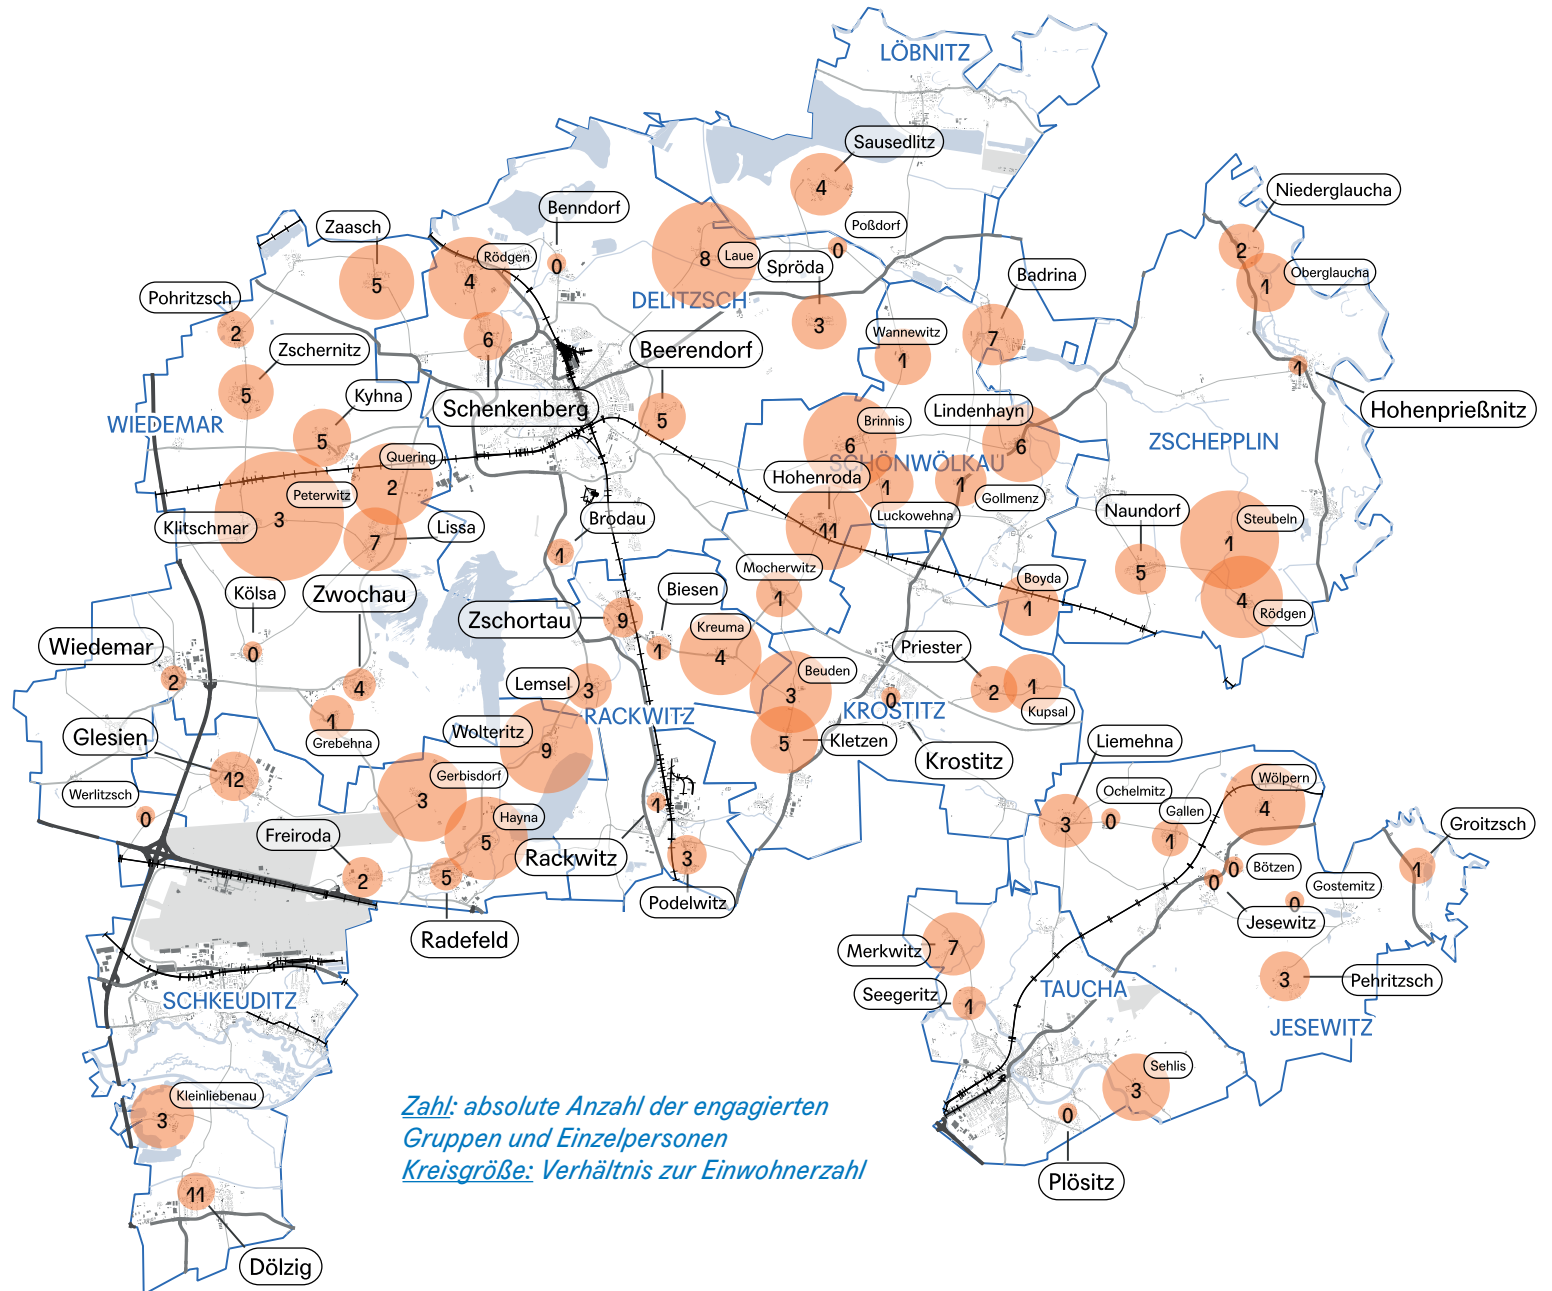 LÖBNITZ
Sausedlitz
4
Niederglaucha
2
Benndorf
0
Zaasch
5
Poßdorf
0
Rödgen
4
Laue
8
Spröda
3
Oberglaucha
1
Badrina
7
Pohritzsch
2
DELITZSCH
6
Wannewitz
1
Zschernitz
5
Beerendorf
5
1
Kyhna
5
Schenkenberg
Hohenprießnitz
WIEDEMAR
Brinnis
6
Lindenhayn
6
ZSCHEPPLIN
Quering
2
SCHÖNWÖLKAU
Hohenroda
11
1
1
Peterwitz
3
Gollmenz
Naundorf
5
Klitschmar
Lissa
7
Brodau
1
Luckowehna
Steubeln
1
Mocherwitz
1
Boyda
1
Kölsa
0
Zwochau
4
Biesen
1
Rödgen
4
Zschortau
9
Kreuma
4
Wiedemar
2
Priester
2
Beuden
3
1
Kupsal
Lemsel
3
0
KROSTITZ
RACKWITZ
1
Grebehna
Wolteritz
9
Glesien
12
5
Kletzen
Liemehna
3
Krostitz
Gerbisdorf
3
Wölpern
4
Werlitzsch
0
Ochelmitz
0
1
Gallen
1
Hayna
5
Groitzsch
1
Freiroda
2
Rackwitz
3
0
Bötzen
5
0
Gostemitz
0
Podelwitz
Jesewitz
Radefeld
Merkwitz
7
Pehritzsch
3
Seegeritz
1
TAUCHA
SCHKEUDITZ
JESEWITZ
Sehlis
3
Kleinliebenau
3
0
Zahl: absolute Anzahl der engagierten
Gruppen und Einzelpersonen
Kreisgröße: Verhältnis zur Einwohnerzahl
Plösitz
11
Dölzig